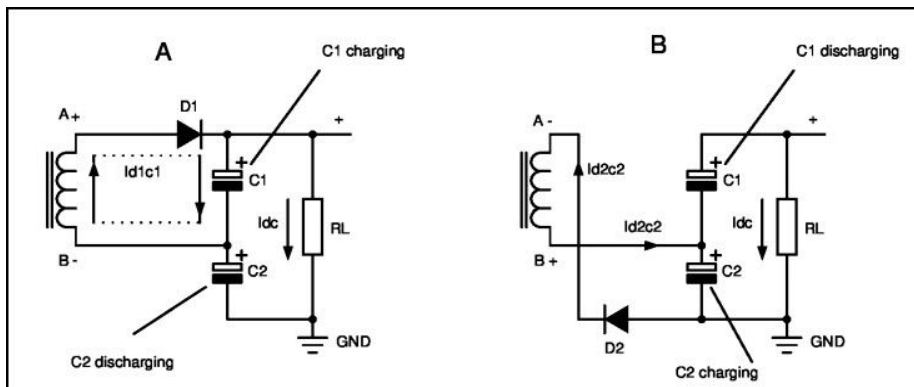 A
C1 charging
D1
A +
+
Id1c1
+
C1
Idc
RL
B -
+
C2
GND
C2 discharging
B
C1 discharging
A -
+
Id2c2
+
C1
Idc
RL
Id2c2
B +
+
C2
D2
GND
C2 charging